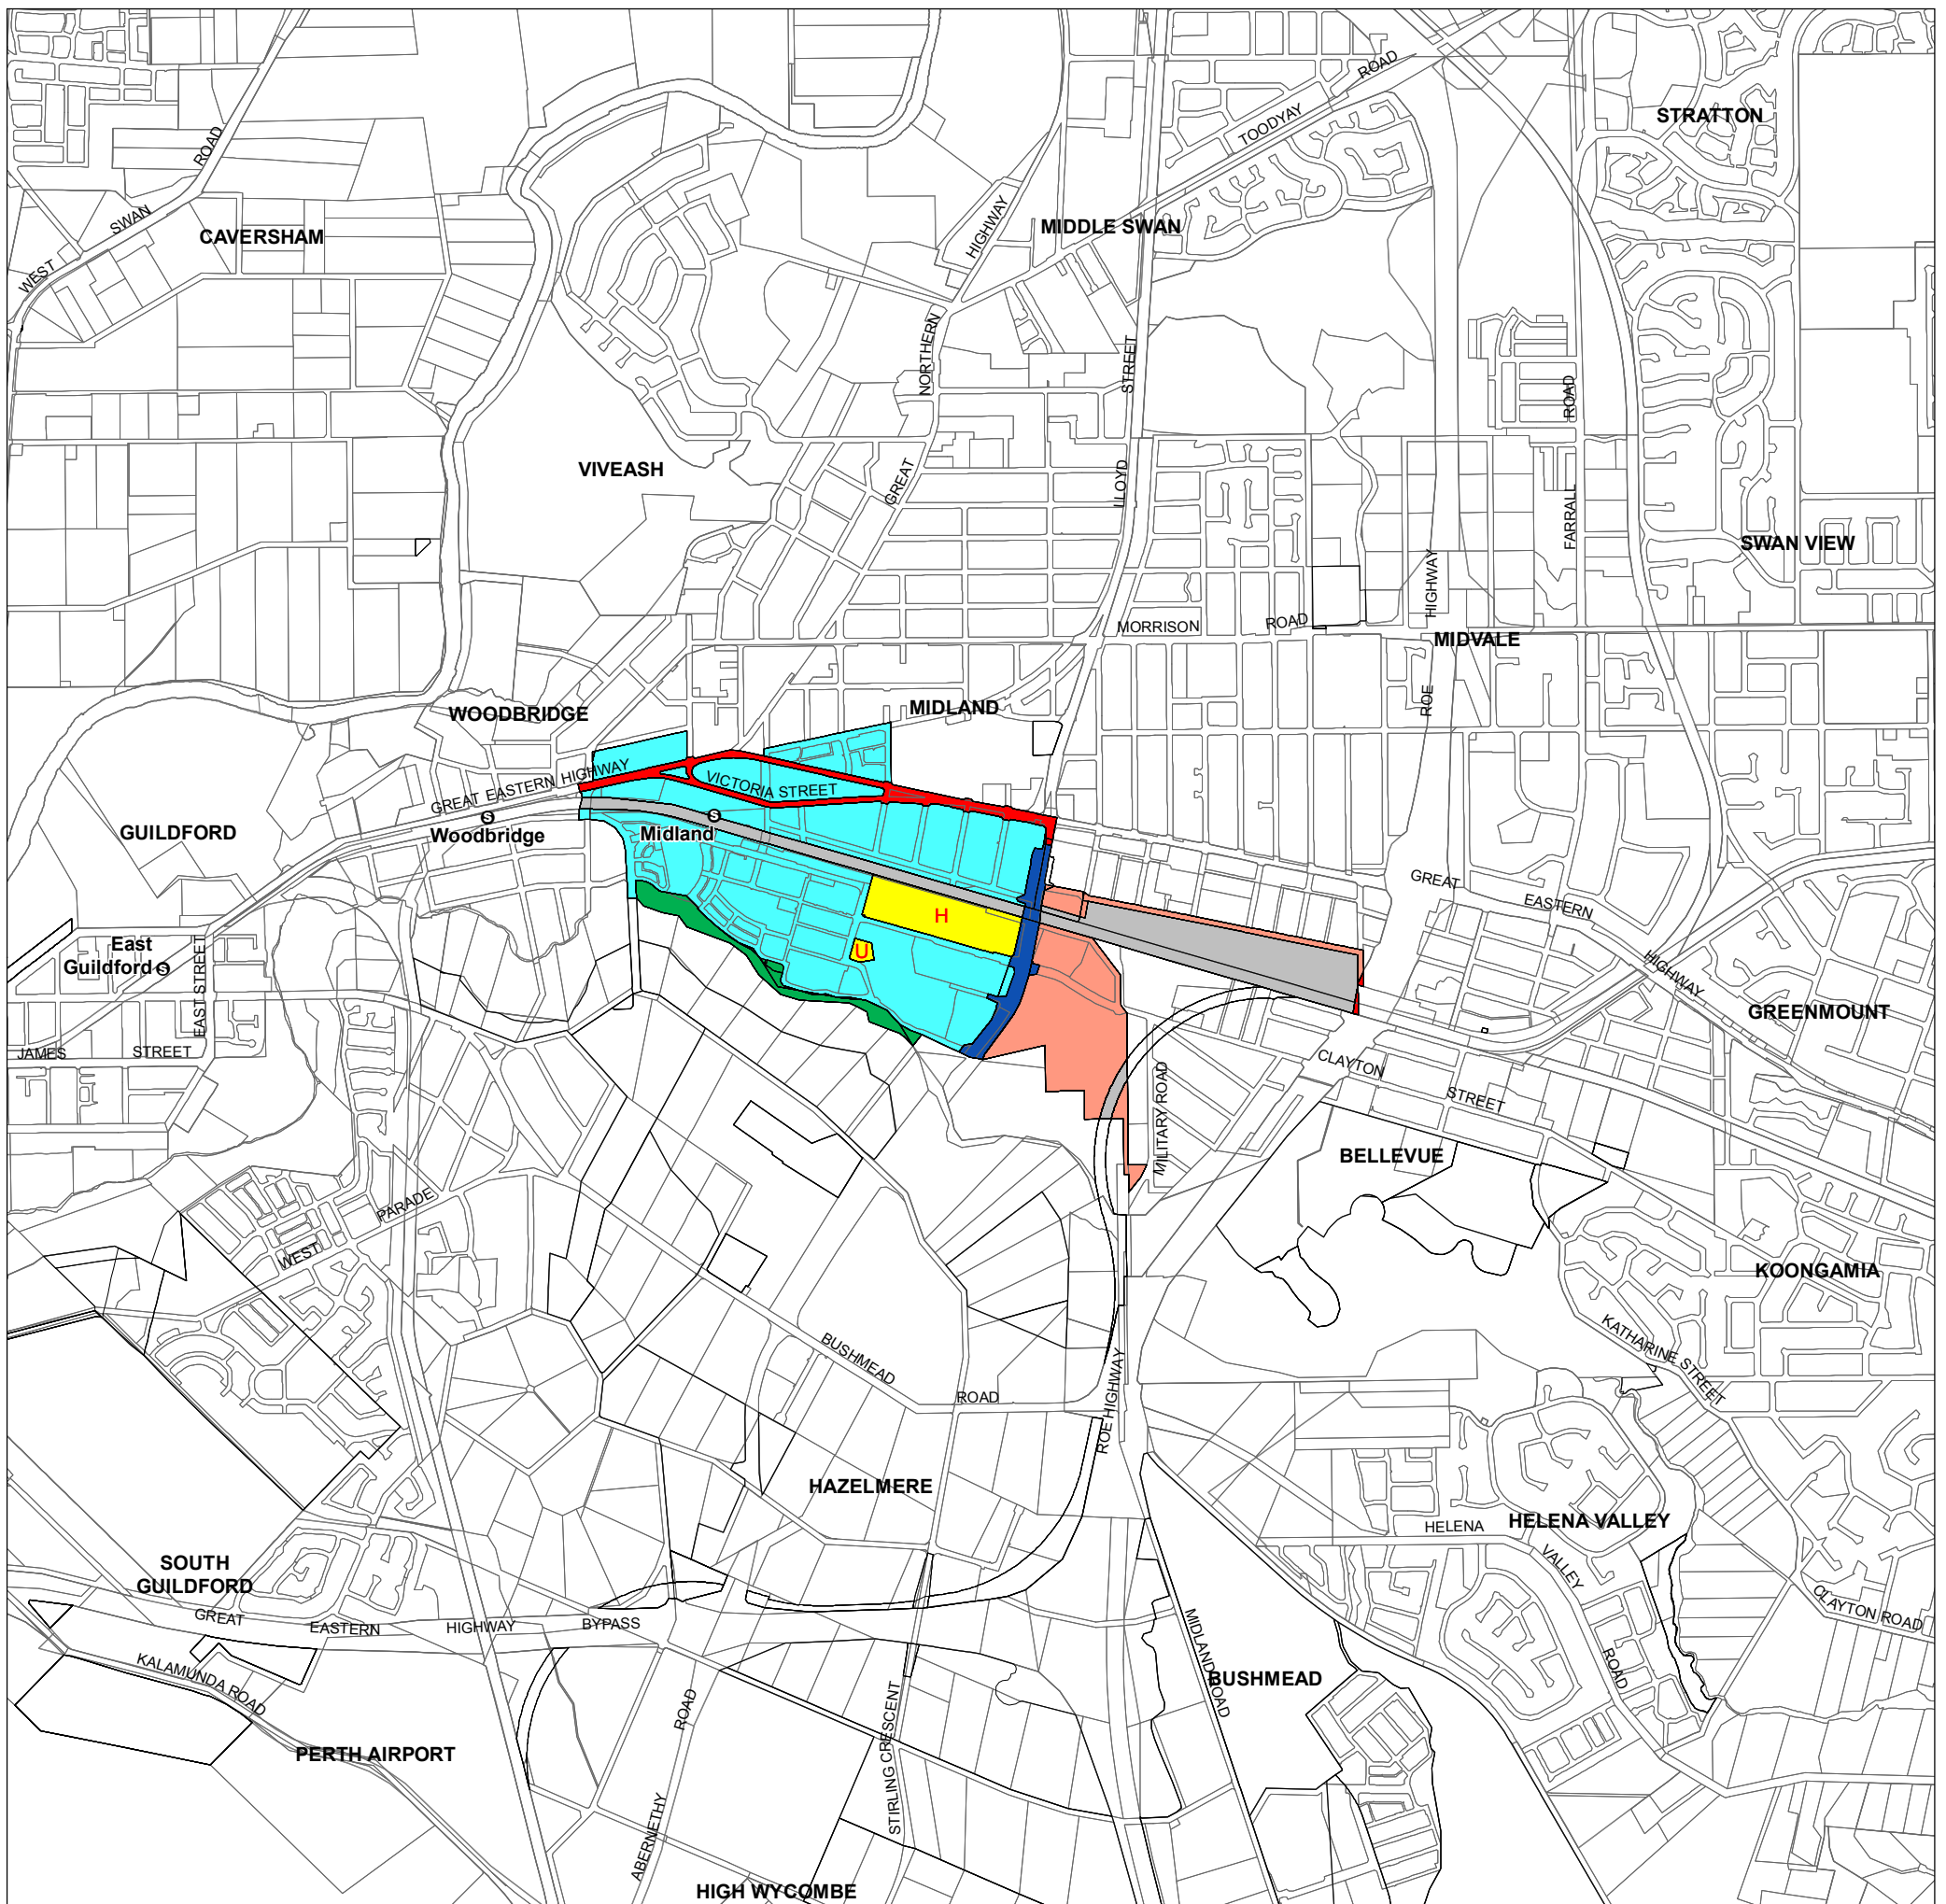 ROAD
STRATTON
TOODYAY
ROAD
SWAN
WEST
CAVERSHAM
HIGHWAY
MIDDLE SWAN
NORTHERN
STREET
ROAD
VIVEASH
GREAT
LLOYD
FARRALL
SWAN VIEW
HIGHWAY
MORRISON
ROAD
MIDVALE
ROE
WOODBRIDGE
MIDLAND
GREAT EASTERN HIGHWAY
VICTORIA STREET
S
S
GUILDFORD
Woodbridge
Midland
GREAT
EASTERN
H
U
East
Guildford S
EAST STREET
HIGHWAY
GREENMOUNT
JAMES
STREET
CLAYTON
STREET
MILITARY ROAD
BELLEVUE
PARADE
WEST
KOONGAMIA
KATHARINE STREET
BUSHMEAD
ROAD
ROE HIGHWAY
HAZELMERE
HELENA
HELENA VALLEY
VALLEY
SOUTH
GUILDFORD
GREAT
EASTERN
HIGHWAY
BYPASS
CLAYTON ROAD
KALAMUNDA ROAD
MIDLAND ROAD
BUSHMEAD
ROAD
ROAD
STIRLING CRESCENT
PERTH AIRPORT
ABERNETHY
HIGH WYCOMBE